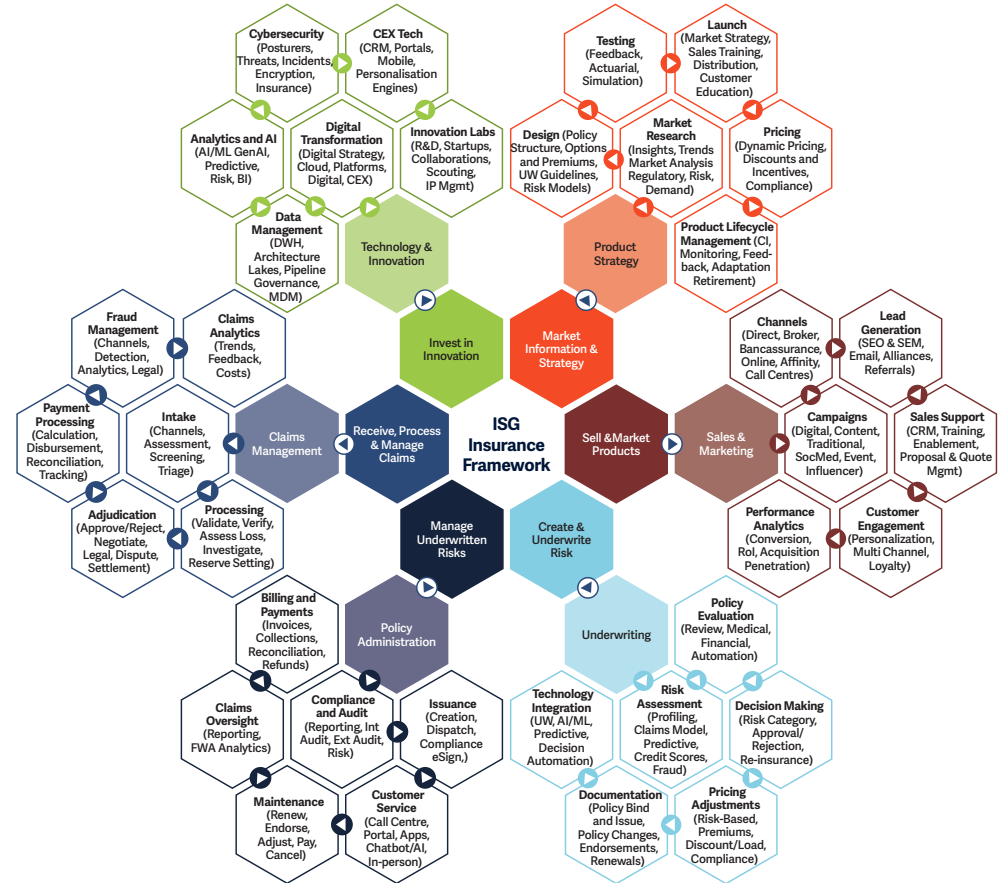 Cybersecurity
(Posturers,
Threats, Incidents,
Encryption,
Insurance)
CEX Tech
(CRM, Portals,
Mobile,
Personalisation
Engines)
Testing
(Feedback,
Actuarial,
Simulation)
Launch
(Market Strategy,
Sales Training,
Distribution,
Customer
Education)
Analytics and AI
(AI/ML GenAI,
Predictive,
Risk, BI)
Digital
Transformation
(Digital Strategy,
Cloud, Platforms,
Digital, CEX)
Innovation Labs
(R&D, Startups,
Collaborations,
Scouting,
IP Mgmt)
Design (Policy
Structure, Options
and Premiums,
UW Guidelines,
Risk Models)
Market
Research
(Insights, Trends
Market Analysis
Regulatory, Risk,
Demand)
Pricing
(Dynamic Pricing,
Discounts and
Incentives,
Compliance)
Data
Management
(DWH,
Architecture
Lakes, Pipeline
Governance,
MDM)
Technology &
Innovation
Product
Strategy
Product Lifecycle
Management (CI,
Monitoring, Feed-
back, Adaptation
Retirement)
Fraud
Management
(Channels,
Detection,
Analytics, Legal)
Claims
Analytics
(Trends,
Feedback,
Costs)
Invest in
Innovation
Market
Information &
Strategy
Channels
(Direct, Broker,
Bancassurance,
Online, Affinity,
Call Centres)
Lead
Generation
(SEO & SEM,
Email, Alliances,
Referrals)
Payment
Processing
(Calculation,
Disbursement,
Reconciliation,
Tracking)
Intake
(Channels,
Assessment,
Screening,
Triage)
Claims
Management
Receive, Process
& Manage
Claims
ISG
Insurance
Framework
Sell &Market
Products
Sales &
Marketing
Campaigns
(Digital, Content,
Traditional,
SocMed, Event,
Influencer)
Sales Support
(CRM, Training,
Enablement,
Proposal & Quote
Mgmt)
Adjudication
(Approve/Reject,
Negotiate,
Legal, Dispute,
Settlement)
Processing
(Validate, Verify,
Assess Loss,
Investigate,
Reserve Setting)
Manage
Underwritten
Risks
Create &
Underwrite
Risk
Performance
Analytics
(Conversion,
RoI, Acquisition
Penetration)
Customer
Engagement
(Personalization,
Multi Channel,
Loyalty)
Billing and
Payments
(Invoices,
Collections,
Reconciliation,
Refunds)
Policy
Administration
Underwriting
Policy
Evaluation
(Review, Medical,
Financial,
Automation)
Claims
Oversight
(Reporting,
FWA Analytics)
Compliance
and Audit
(Reporting, Int
Audit, Ext Audit,
Risk)
Issuance
(Creation,
Dispatch,
Compliance
eSign,)
Technology
Integration
(UW, AI/ML,
Predictive,
Decision
Automation)
Risk
Assessment
(Profiling,
Claims Model,
Predictive,
Credit Scores,
Fraud)
Decision Making
(Risk Category,
Approval/
Rejection,
Re-insurance)
Maintenance
(Renew,
Endorse,
Adjust, Pay,
Cancel)
Customer
Service
(Call Centre,
Portal, Apps,
Chatbot/AI,
In-person)
Documentation
(Policy Bind
and Issue,
Policy Changes,
Endorsements,
Renewals)
Pricing
Adjustments
(Risk-Based,
Premiums,
Discount/Load,
Compliance)